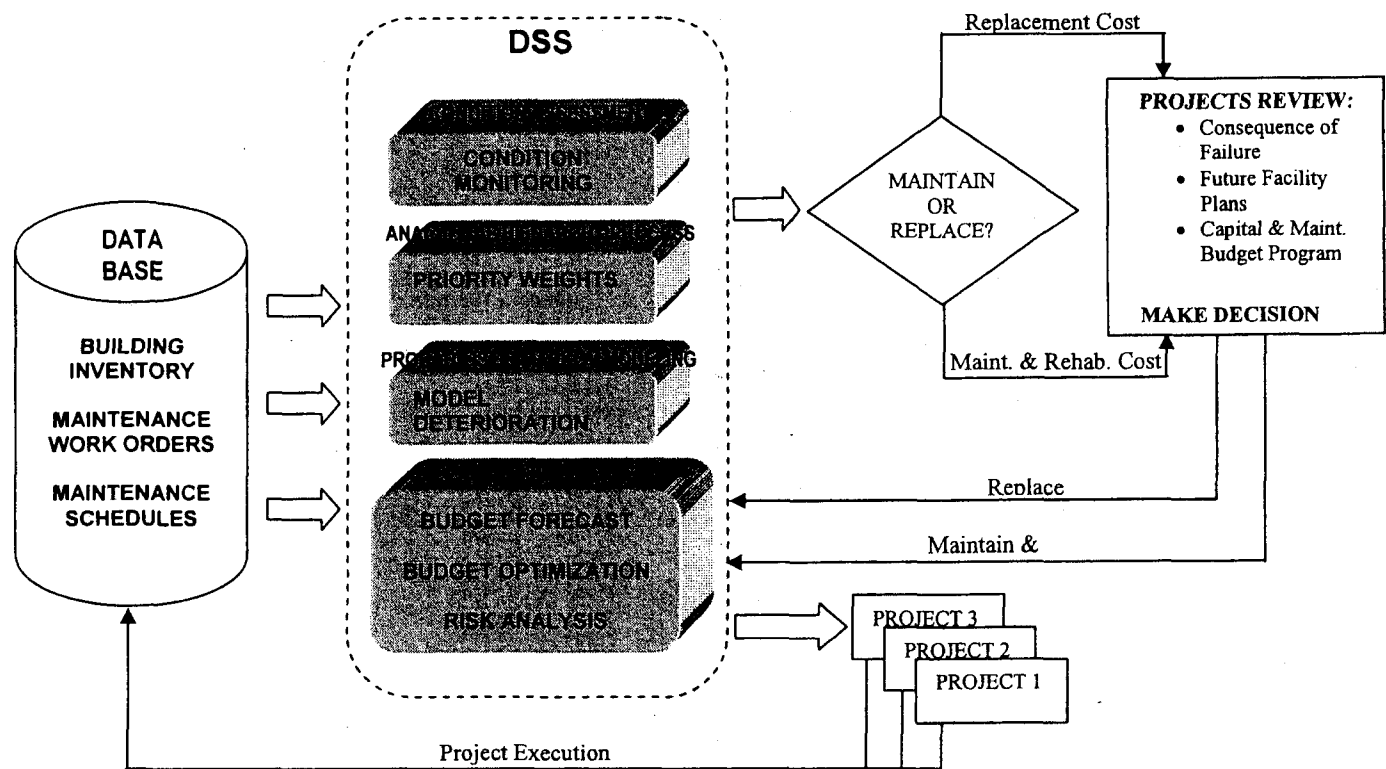 DATA
BASE
BUILDING
INVENTORY
MAINTENANCE
WORK ORDERS
MAINTENANCE
SCHEDULES
DSS
CONDITION
MONITORING
PRIORITY WEIGHTS
MODEL
DETERIORATION
BUDGET FORECAST
BUDGET OPTIMIZATION
RISK ANALYSIS
MAINTAIN
OR
REPLACE?
Replacement Cost
Maint. & Rehab. Cost
PROJECTS REVIEW:
• Consequence of
Failure
• Future Facility
Plans
• Capital & Maint.
Budget Program
MAKE DECISION
Replace
Maintain &
PROJECT 3
PROJECT 2
PROJECT 1
Project Execution